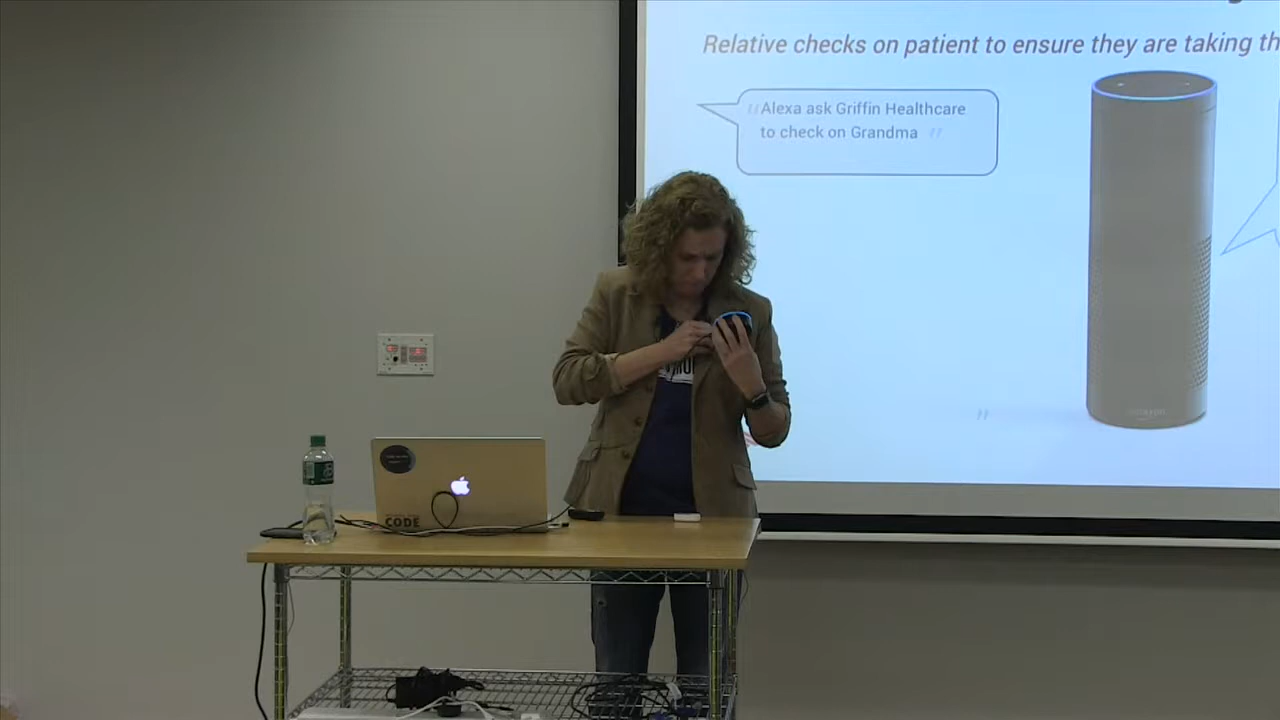 Relative checks on patient to ensure they are taking th
"Alexa ask Griffin Healthcare
to check on Grandma "
"
CODE